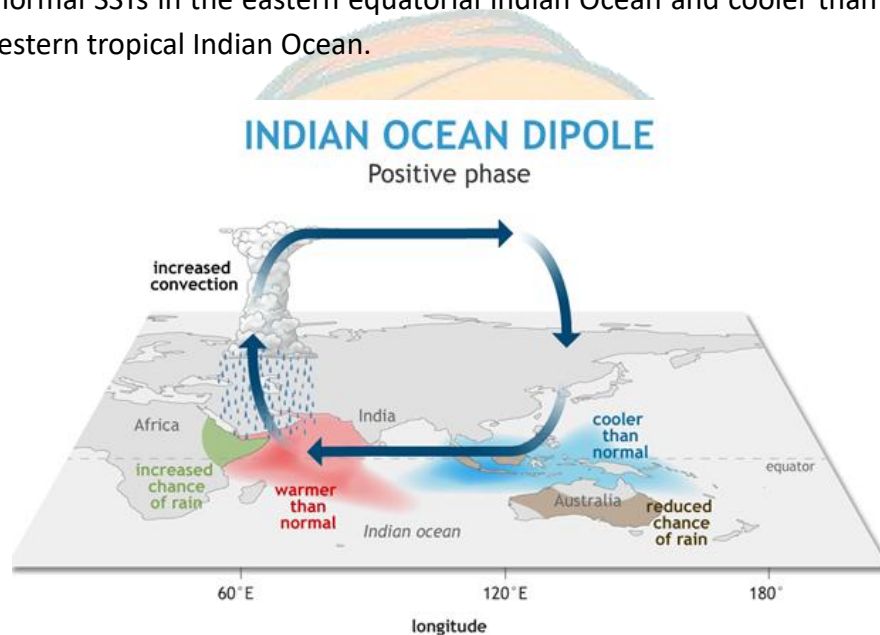 normal SSTs in the eastern equatorial Indian Ocean and cooler than
estern tropical Indian Ocean.
INDIAN OCEAN DIPOLE
Positive phase
increased
convection
Africa
India
cooler
than
normal
equator
increased
chance
of rain
warmer
than
normal
Australia
reduced
chance
of rain
Indian ocean
60°E
120°E
180°
longitude